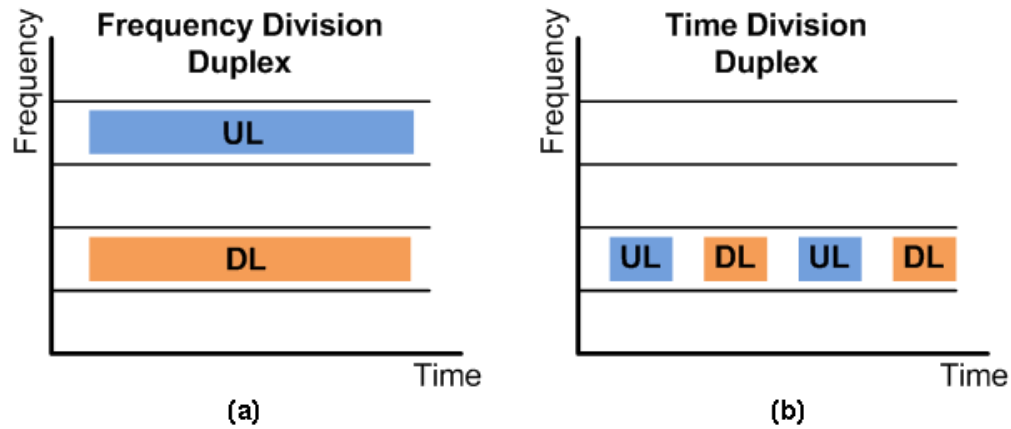 Frequency Division
Duplex
Frequency
UL
DL
Time
(a)
Time Division
Duplex
Frequency
UL DL UL DL
Time
(b)